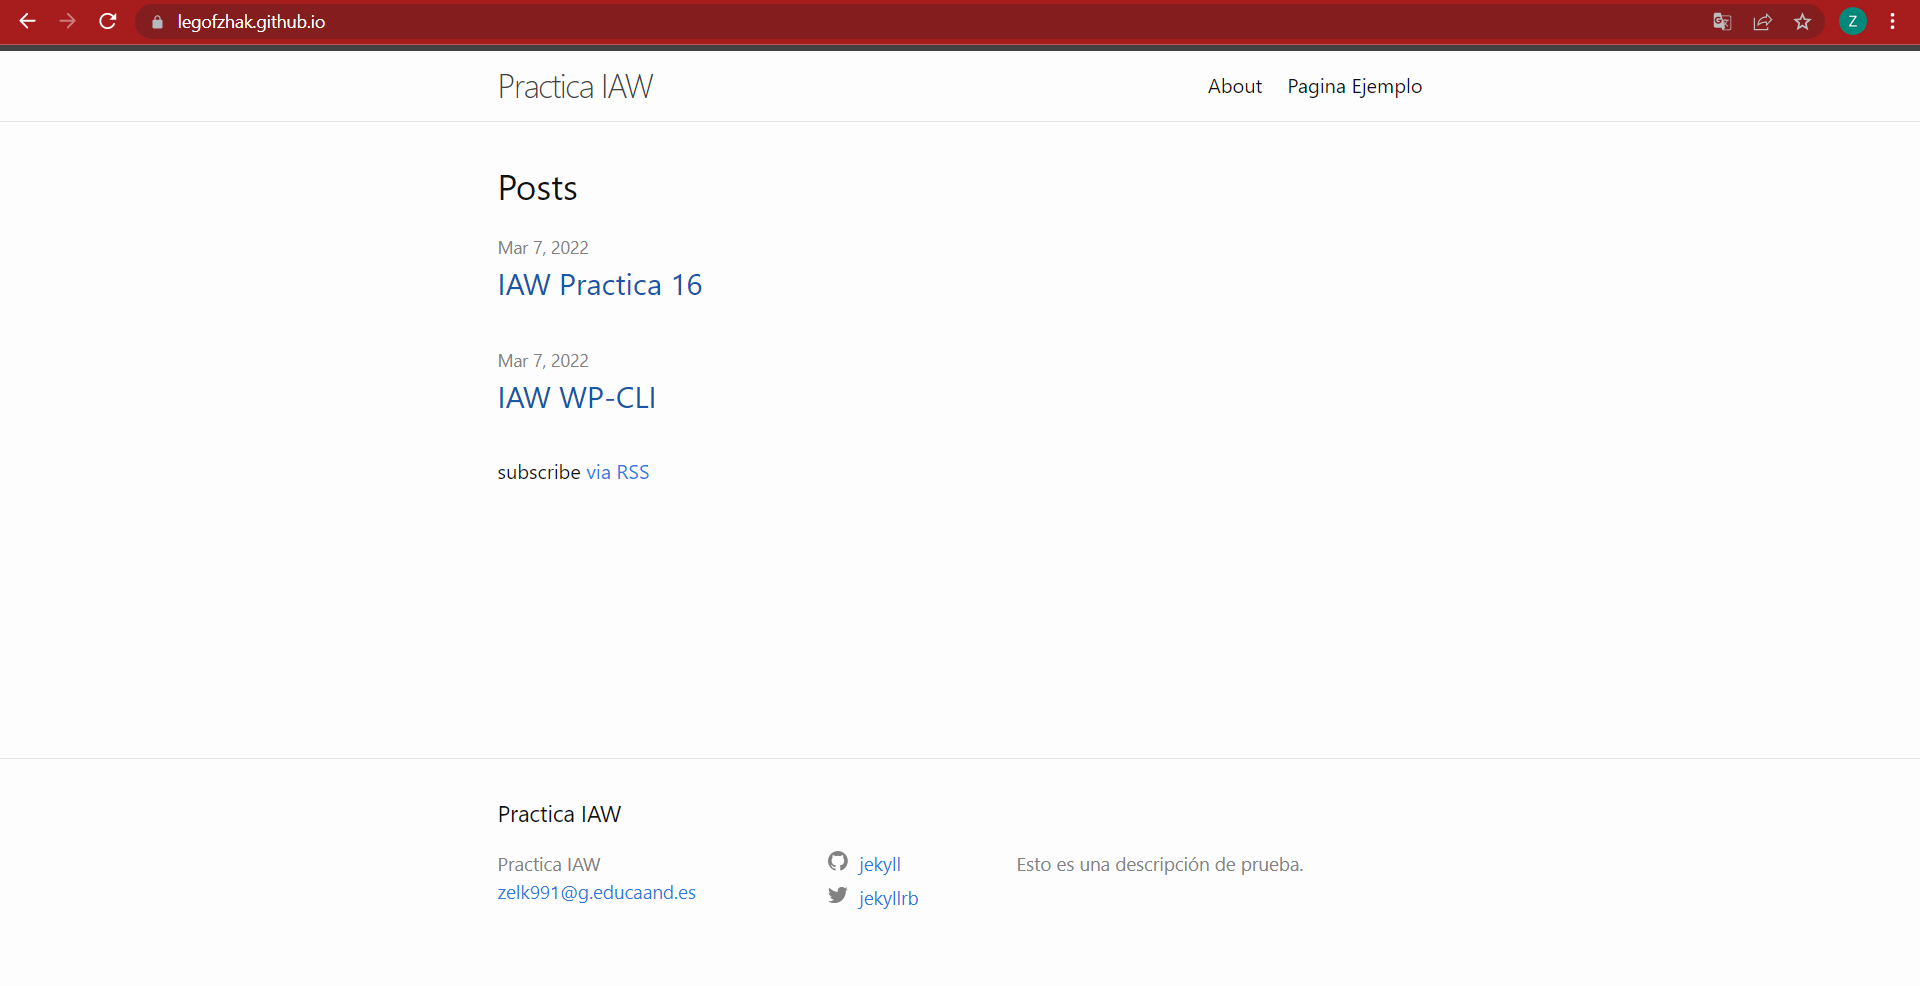 legofzhak.github.io
Z
Practica IAW
About Pagina Ejemplo
Posts
Mar 7, 2022
IAW Practica 16
Mar 7, 2022
IAW WP-CLI
subscribe via RSS
Practica IAW
Practica IAW
zelk991@g.educaand.es
jekyll
jekyllrb
Esto es una descripción de prueba.